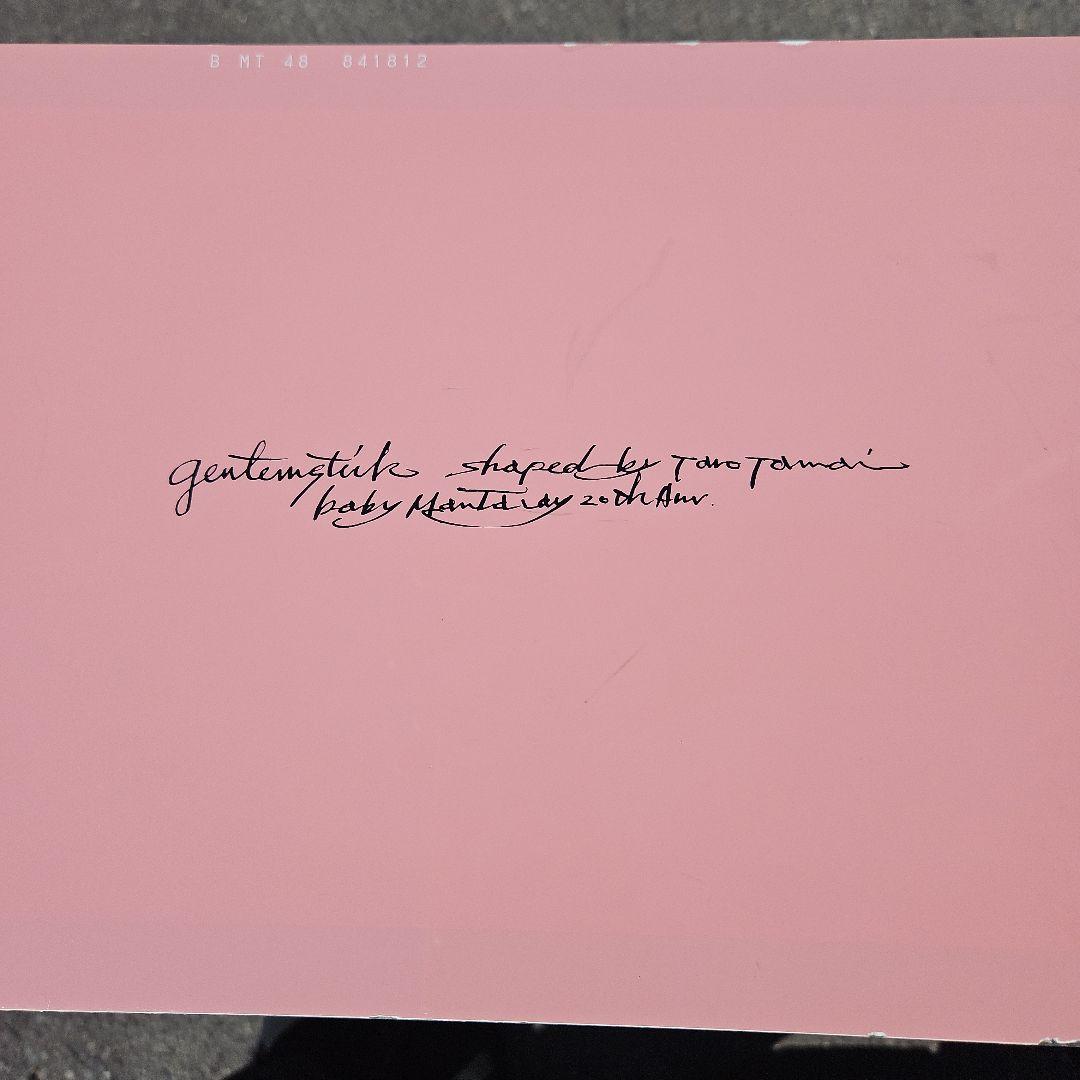 B MT 48 841812
gentemstick shaped by Taro Tamai
baby Mantaray 20th Anv.